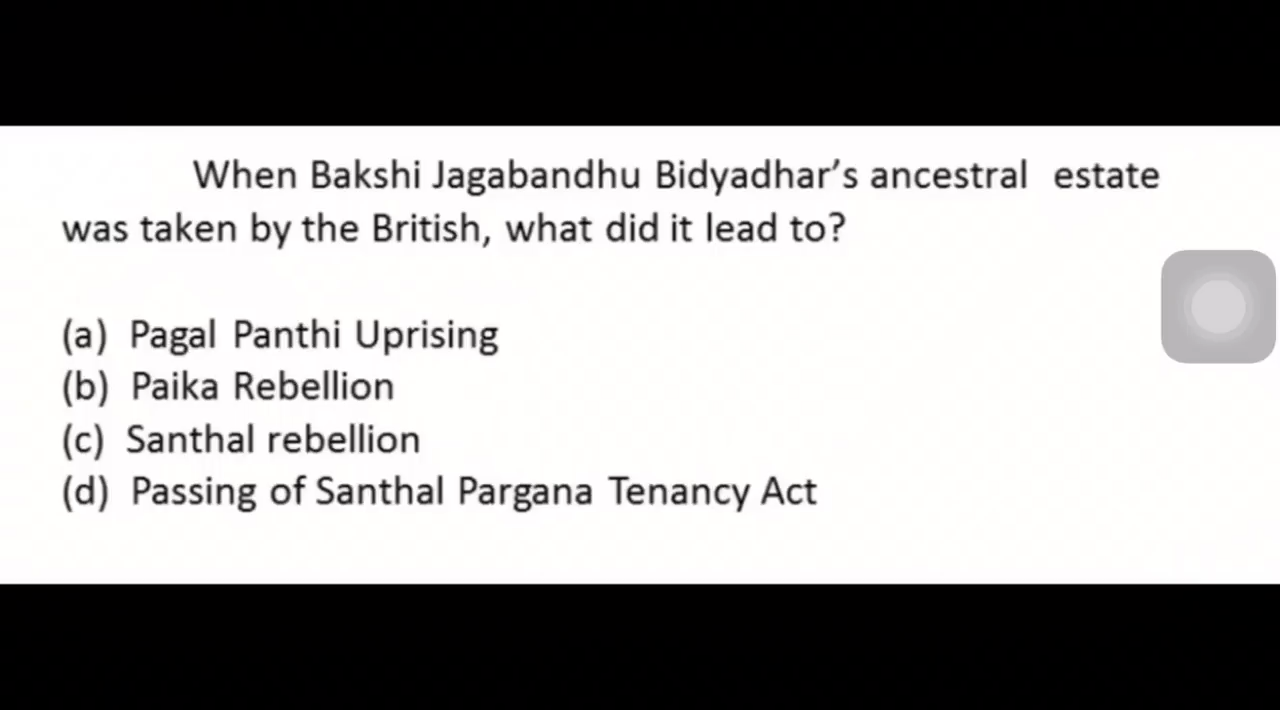 When Bakshi Jagabandhu Bidyadhar’s ancestral estate
was taken by the British, what did it lead to?
(a) Pagal Panthi Uprising
(b) Paika Rebellion
(c) Santhal rebellion
(d) Passing of Santhal Pargana Tenancy Act